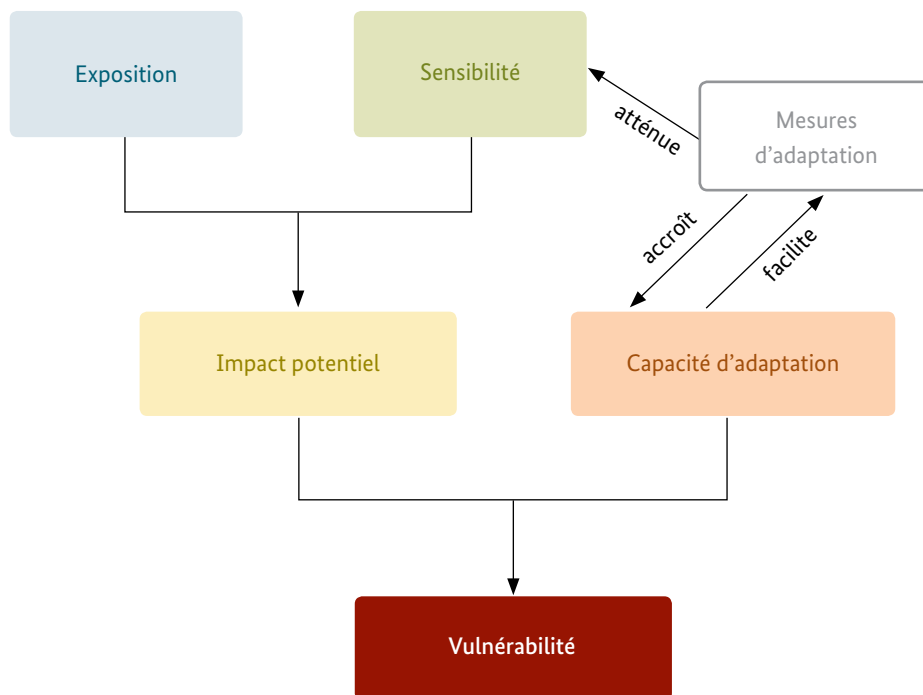 Exposition
Sensibilité
Mesures
d’adaptation
atténue
accroît
facilite
Impact potentiel
Capacité d’adaptation
Vulnérabilité